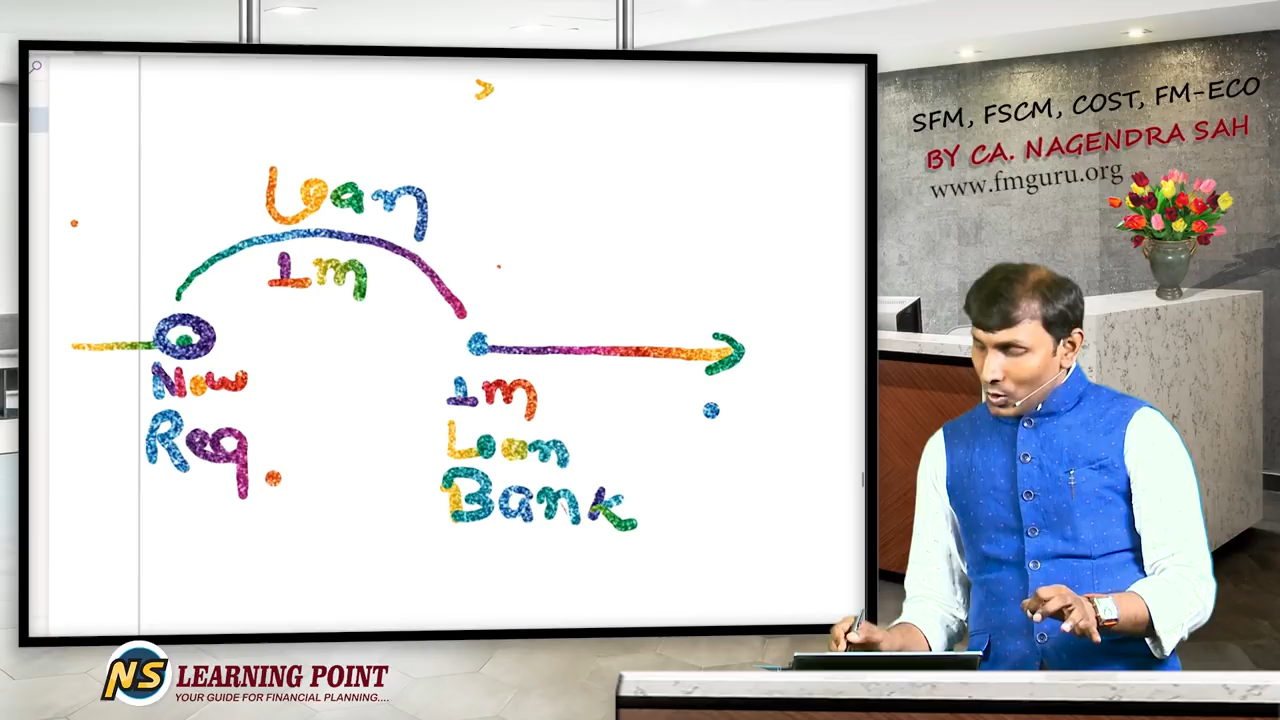 Loan
1m
Now
Req
1m
Loan
Bank
SFM, FSCM, COST, FM-ECO
BY CA. NAGENDRA SAH
www.fmguru.org
NS LEARNING POINT
YOUR GUIDE FOR FINANCIAL PLANNING....